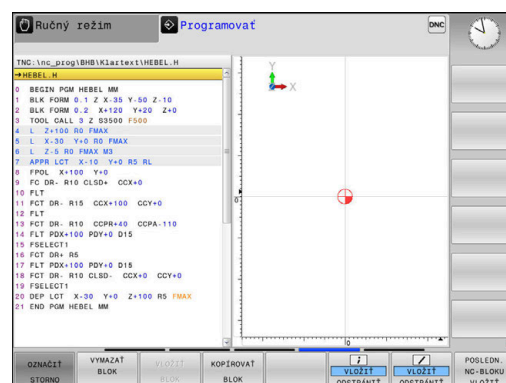 Ručný režim
Programovať
DNC
TNC:\nc_prog\BHB\Klartext\HEBEL.H
→HEBEL.H
0 BEGIN PGM HEBEL MM
1 BLK FORM 0.1 Z X-35 Y-50 Z-10
2 BLK FORM 0.2 X+120 Y+20 Z+0
3 TOOL CALL 3 Z S3500 F500
4 L Z+100 R0 FMAX
5 L X-30 Y+0 R0 FMAX
6 L Z-5 R0 FMAX M3
7 APPR LCT X-10 Y+0 R5 RL
8 FPOL X+100 Y+0
9 FC DR- R10 CLSD+ CCX+0
10 FLT
11 FCT DR- R15 CCX+100 CCY+0
12 FLT
13 FCT DR- R10 CCPR+40 CCPA-110
14 FLT PDX+100 PDY+0 D15
15 FSELECT1
16 FCT DR+ R5
17 FLT PDX+100 PDY+0 D15
18 FCT DR- R10 CLSD- CCX+0 CCY+0
19 FSELECT1
20 DEP LCT X-30 Y+0 Z+100 R5 FMAX
21 END PGM HEBEL MM
Y
X
0
0
OZNAČIŤ
STORNO
VYMAZAŤ
BLOK
VLOŽIŤ
BLOK
KOPÍROVAŤ
BLOK
VLOŽIŤ
ODSTRÁNIŤ
VLOŽIŤ
ODSTRÁNIŤ
POSLEDN.
NC-BLOKU
VLOŽIŤ